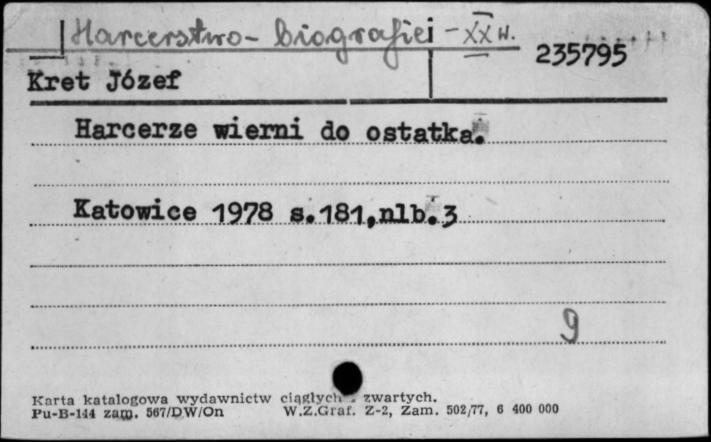 Harcerstwo - biografie - XX w.
235795
Kret Józef
Harcerze wierni do ostatka.
Katowice 1978 s.181,nlb.3
9
Karta katalogowa wydawnictw ciągłych i zwartych.
Pu-B-144 zam. 567/DW/On W.Z.Graf. Z-2, Zam. 502/77, 6 400 000